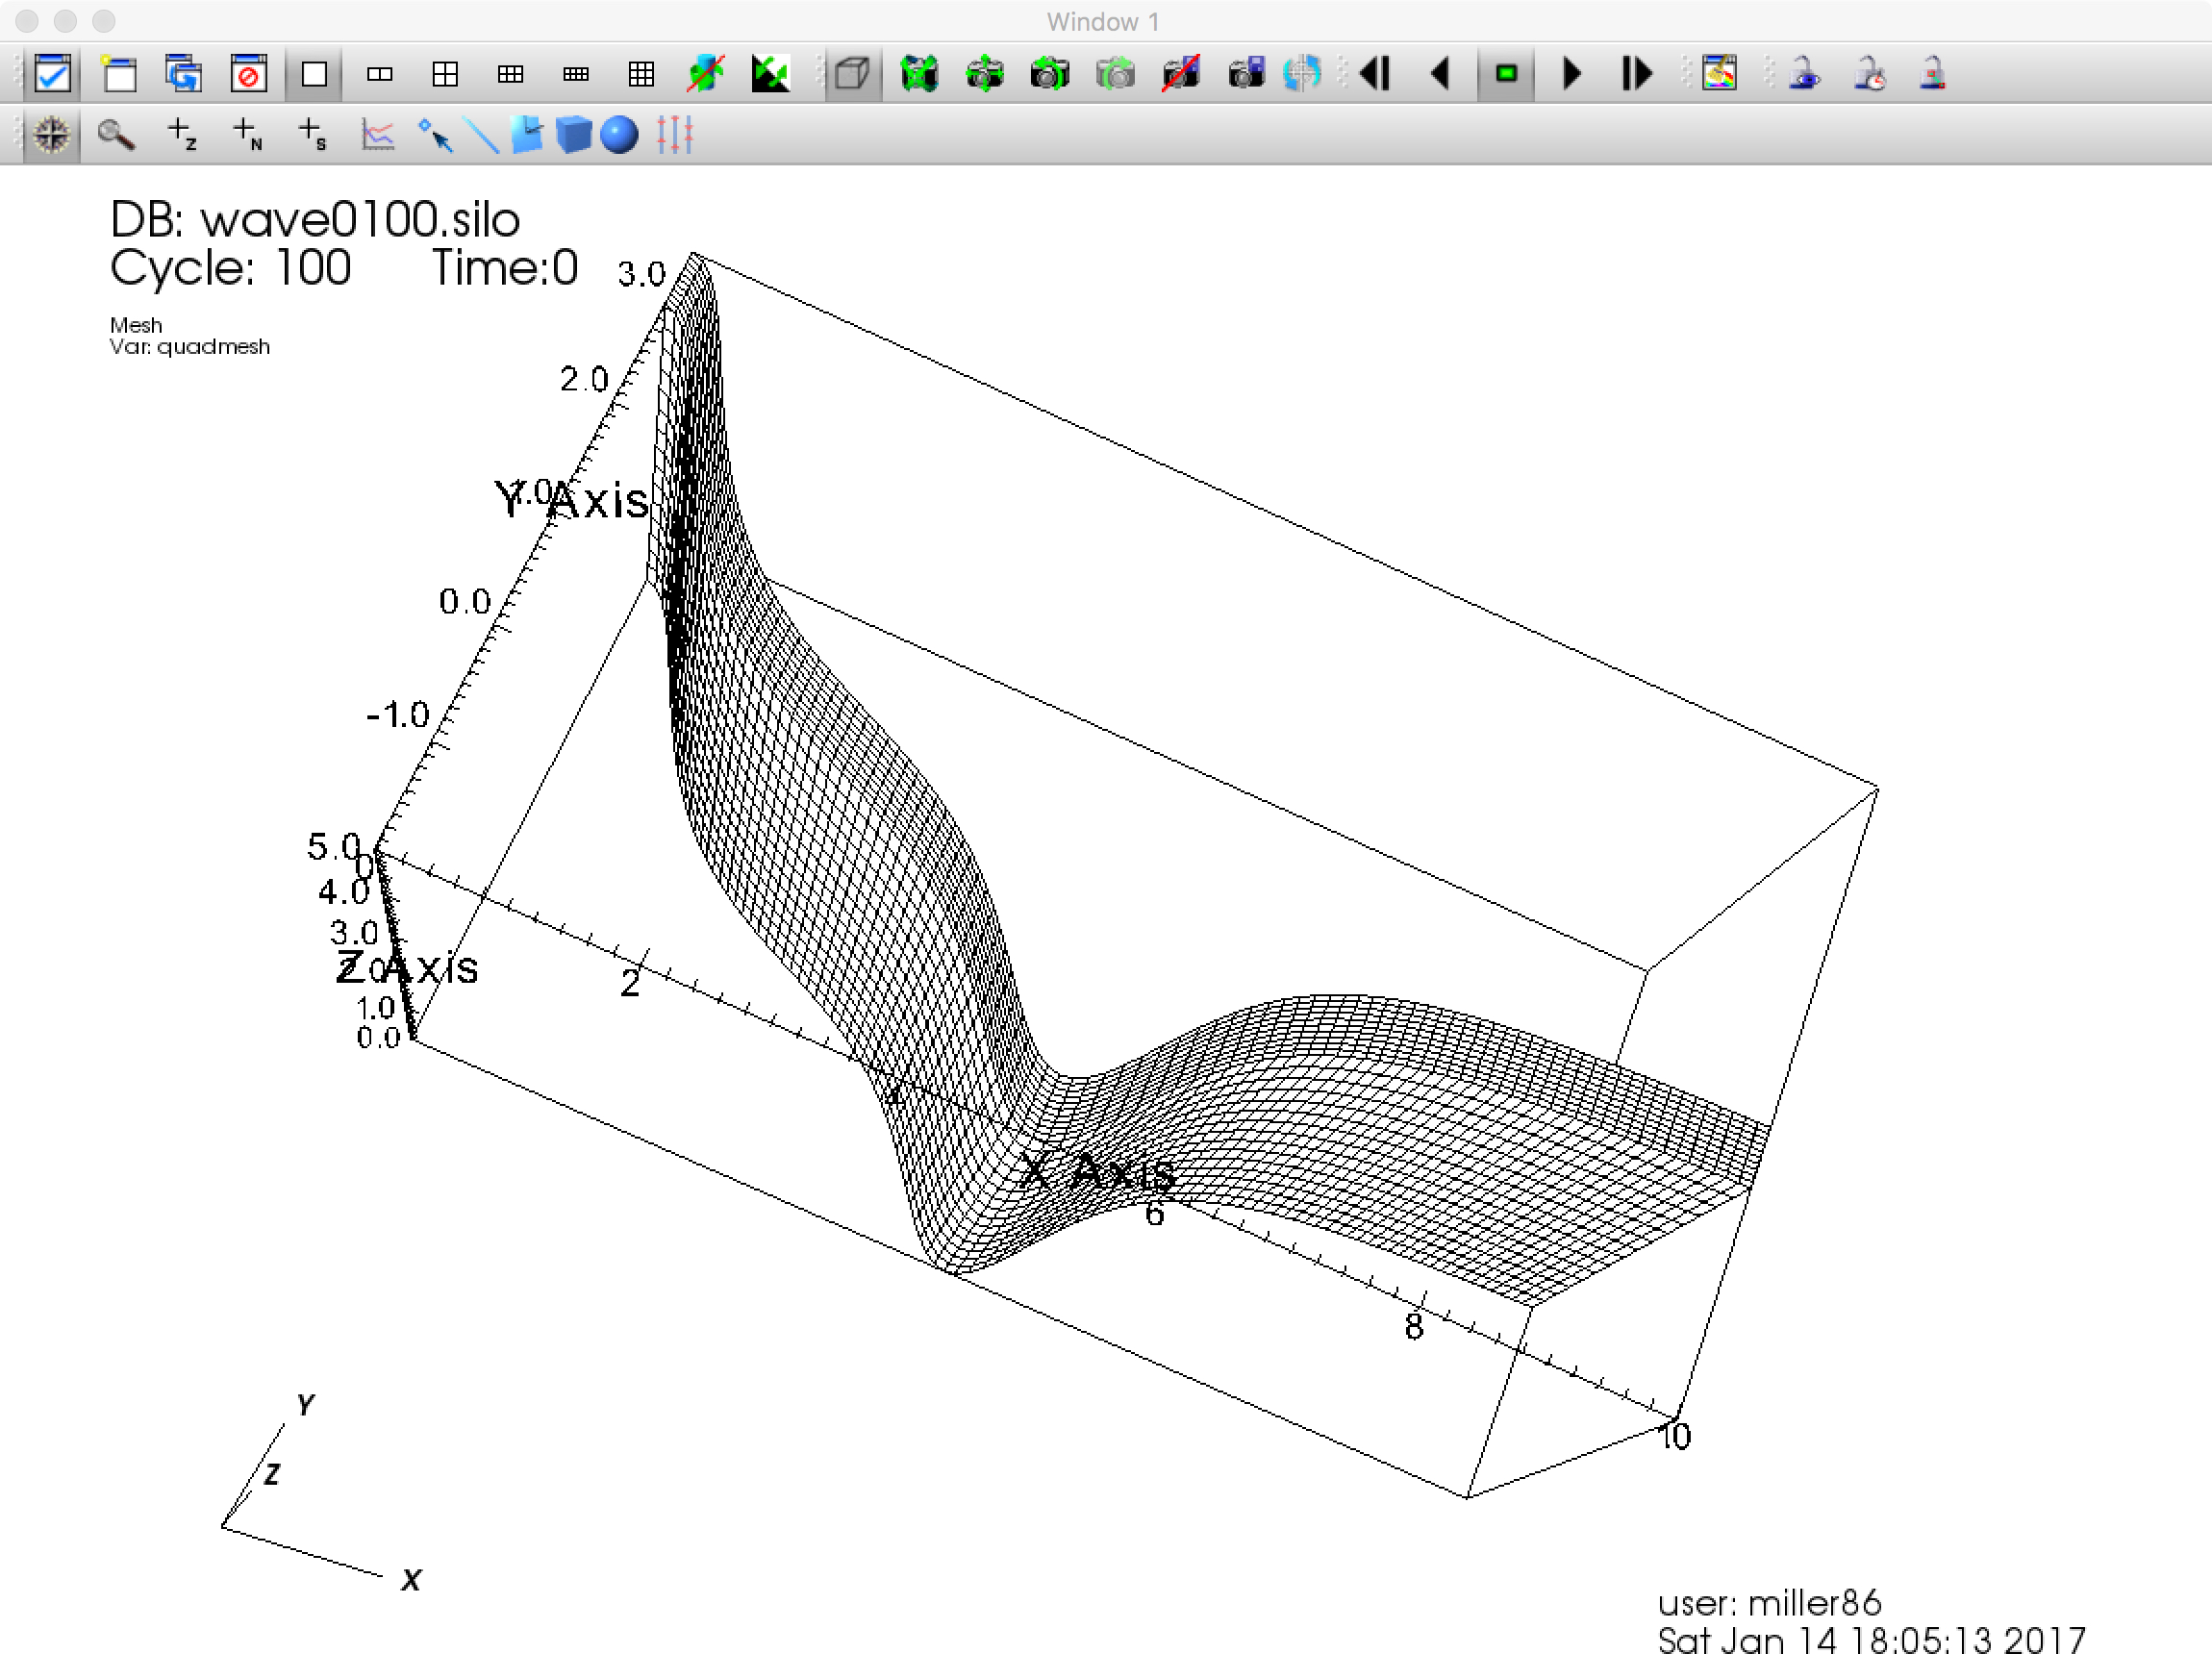 Window 1
Z
N
S
DB: wave0100.silo
Cycle: 100 Time:0
Mesh
Var: quadmesh
3.0
2.0
1.0
Y Axis
0.0
-1.0
5.0
0
4.0
3.0
2.0
Z Axis
1.0
0.0
2
4
X Axis
6
8
10
Y
Z
X
user: miller86
Sat Jan 14 18:05:13 2017